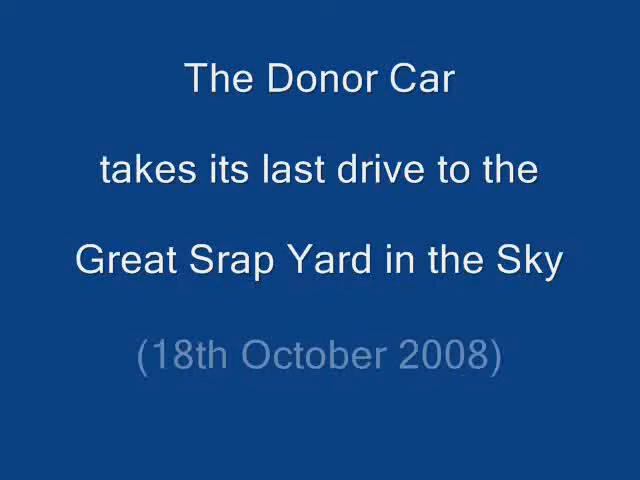 The Donor Car
takes its last drive to the
Great Srap Yard in the Sky
(18th October 2008)